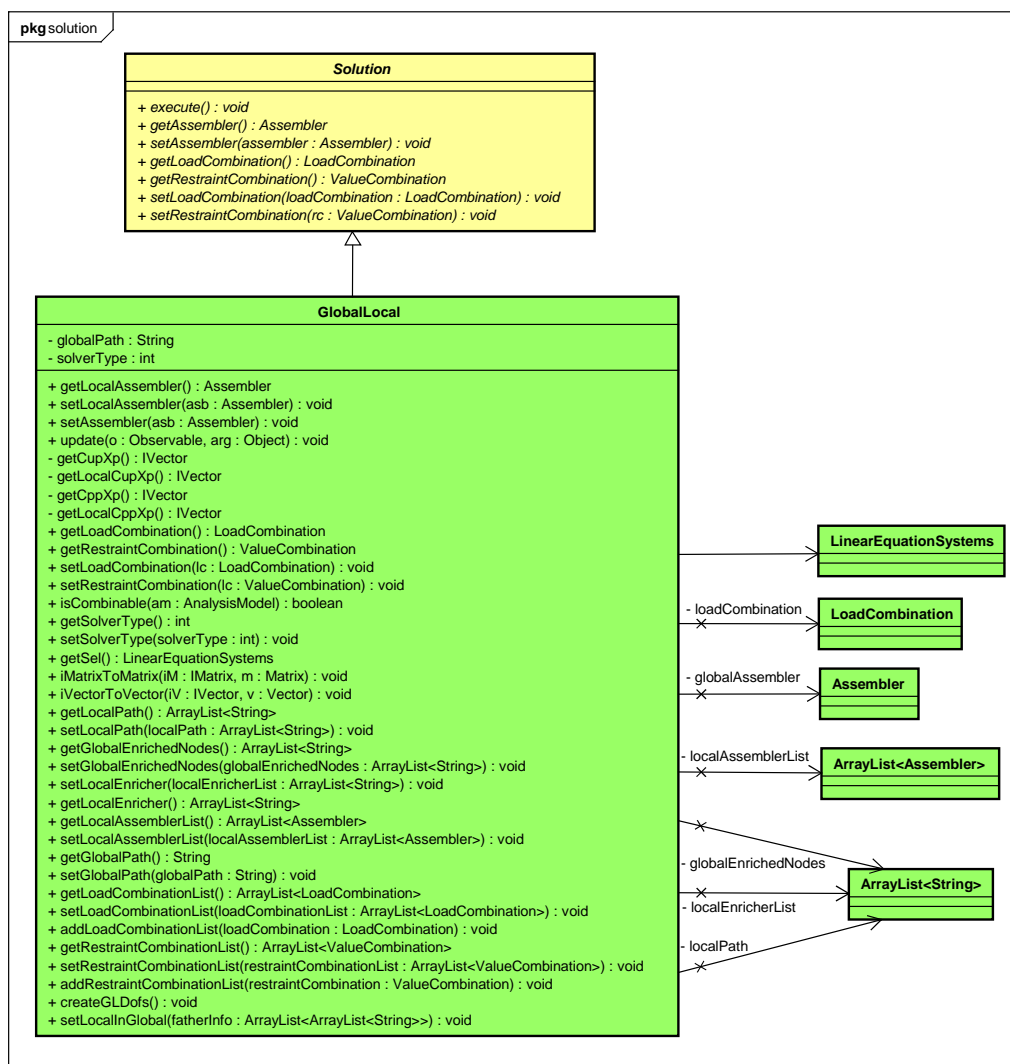 pkg solution
Solution
+ execute() : void
+ getAssembler() : Assembler
+ setAssembler(assembler : Assembler) : void
+ getLoadCombination() : LoadCombination
+ getRestraintCombination() : ValueCombination
+ setLoadCombination(loadCombination : LoadCombination) : void
+ setRestraintCombination(rc : ValueCombination) : void
GlobalLocal
- globalPath : String
- solverType : int
+ getLocalAssembler() : Assembler
+ setLocalAssembler(asb : Assembler) : void
+ setAssembler(asb : Assembler) : void
+ update(o : Observable, arg : Object) : void
- getCupXp() : IVector
- getLocalCupXp() : IVector
- getCppXp() : IVector
- getLocalCppXp() : IVector
+ getLoadCombination() : LoadCombination
+ getRestraintCombination() : ValueCombination
+ setLoadCombination(lc : LoadCombination) : void
+ setRestraintCombination(lc : ValueCombination) : void
+ isCombinable(am : AnalysisModel) : boolean
+ getSolverType() : int
+ setSolverType(solverType : int) : void
+ getSel() : LinearEquationSystems
+ iMatrixToMatrix(iM : IMatrix, m : Matrix) : void
+ iVectorToVector(iV : IVector, v : Vector) : void
+ getLocalPath() : ArrayList<String>
+ setLocalPath(localPath : ArrayList<String>) : void
+ getGlobalEnrichedNodes() : ArrayList<String>
+ setGlobalEnrichedNodes(globalEnrichedNodes : ArrayList<String>) : void
+ setLocalEnricher(localEnricherList : ArrayList<String>) : void
+ getLocalEnricher() : ArrayList<String>
+ getLocalAssemblerList() : ArrayList<Assembler>
+ setLocalAssemblerList(localAssemblerList : ArrayList<Assembler>) : void
+ getGlobalPath() : String
+ setGlobalPath(globalPath : String) : void
+ getLoadCombinationList() : ArrayList<LoadCombination>
+ setLoadCombinationList(loadCombinationList : ArrayList<LoadCombination>) : void
+ addLoadCombinationList(loadCombination : LoadCombination) : void
+ getRestraintCombinationList() : ArrayList<ValueCombination>
+ setRestraintCombinationList(restraintCombinationList : ArrayList<ValueCombination>) : void
+ addRestraintCombinationList(restraintCombination : ValueCombination) : void
+ createGLDofs() : void
+ setLocalInGlobal(fatherInfo : ArrayList<ArrayList<String>>) : void
LinearEquationSystems
- loadCombination
LoadCombination
- globalAssembler
Assembler
- localAssemblerList
ArrayList<Assembler>
- globalEnrichedNodes
ArrayList<String>
- localEnricherList
- localPath